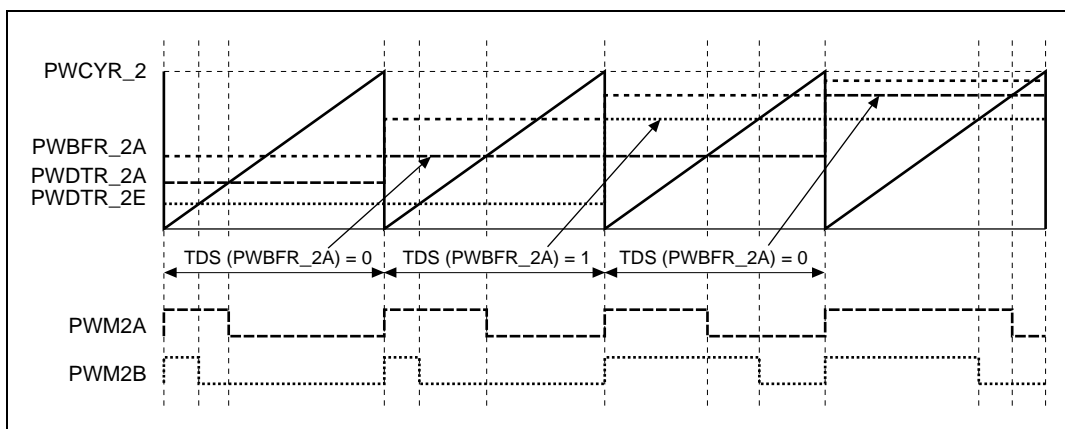 PWCYR_2
PWBFR_2A
PWDTR_2A
PWDTR_2E
TDS (PWBFR_2A) = 0
TDS (PWBFR_2A) = 1
TDS (PWBFR_2A) = 0
PWM2A
PWM2B